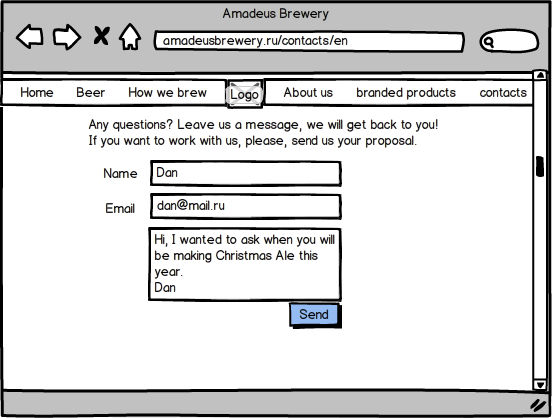 Amadeus Brewery
amadeusbrewery.ru/contacts/en
Home Beer How we brew Logo About us branded products contacts
Any questions? Leave us a message, we will get back to you!
If you want to work with us, please, send us your proposal.
Name Dan
Email dan@mail.ru
Hi, I wanted to ask when you will
be making Christmas Ale this
year.
Dan
Send